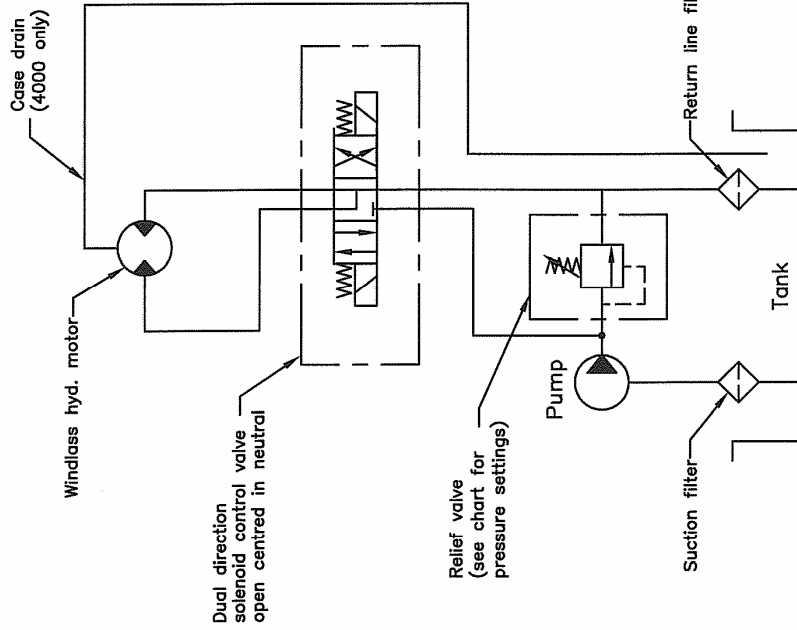 Case drain
(4000 only)
Windlass hyd. motor
Dual direction
solenoid control valve
open centred in neutral
Relief valve
(see chart for
pressure settings)
Pump
Suction filter
Return line fil
Tank